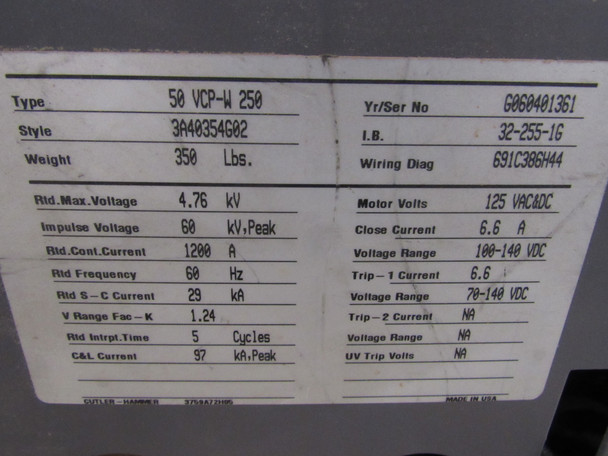 Type 50 VCP-W 250
Style 3A40354G02
Weight 350 Lbs.
Yr/Ser No G060401361
I.B. 32-255-1G
Wiring Diag 691C386H44
Rtd.Max.Voltage 4.76 kV
Impulse Voltage 60 kV,Peak
Rtd.Cont.Current 1200 A
Rtd Frequency 60 Hz
Rtd S-C Current 29 kA
V Range Fac-K 1.24
Rtd Intrpt.Time 5 Cycles
C&L Current 97 kA,Peak
Motor Volts 125 VAC&DC
Close Current 6.6 A
Voltage Range 100-140 VDC
Trip-1 Current 6.6
Voltage Range 70-140 VDC
Trip-2 Current NA
Voltage Range NA
UV Trip Volts NA
CUTLER-HAMMER 3759A72H05
MADE IN USA